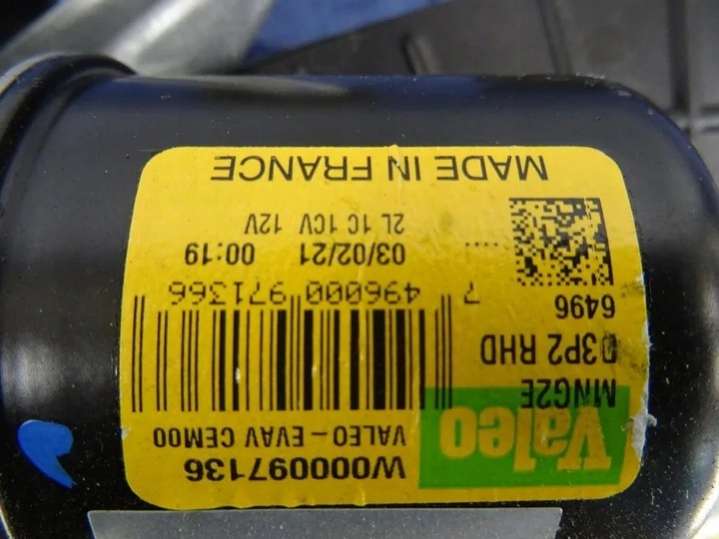 Valeo
W000097136
VALEO-EVAV CEM00
MNG2E
D3P2 RHD
6496
7 496000 971366
03/02/21 00:19
2L 1C 1CV 12V
MADE IN FRANCE